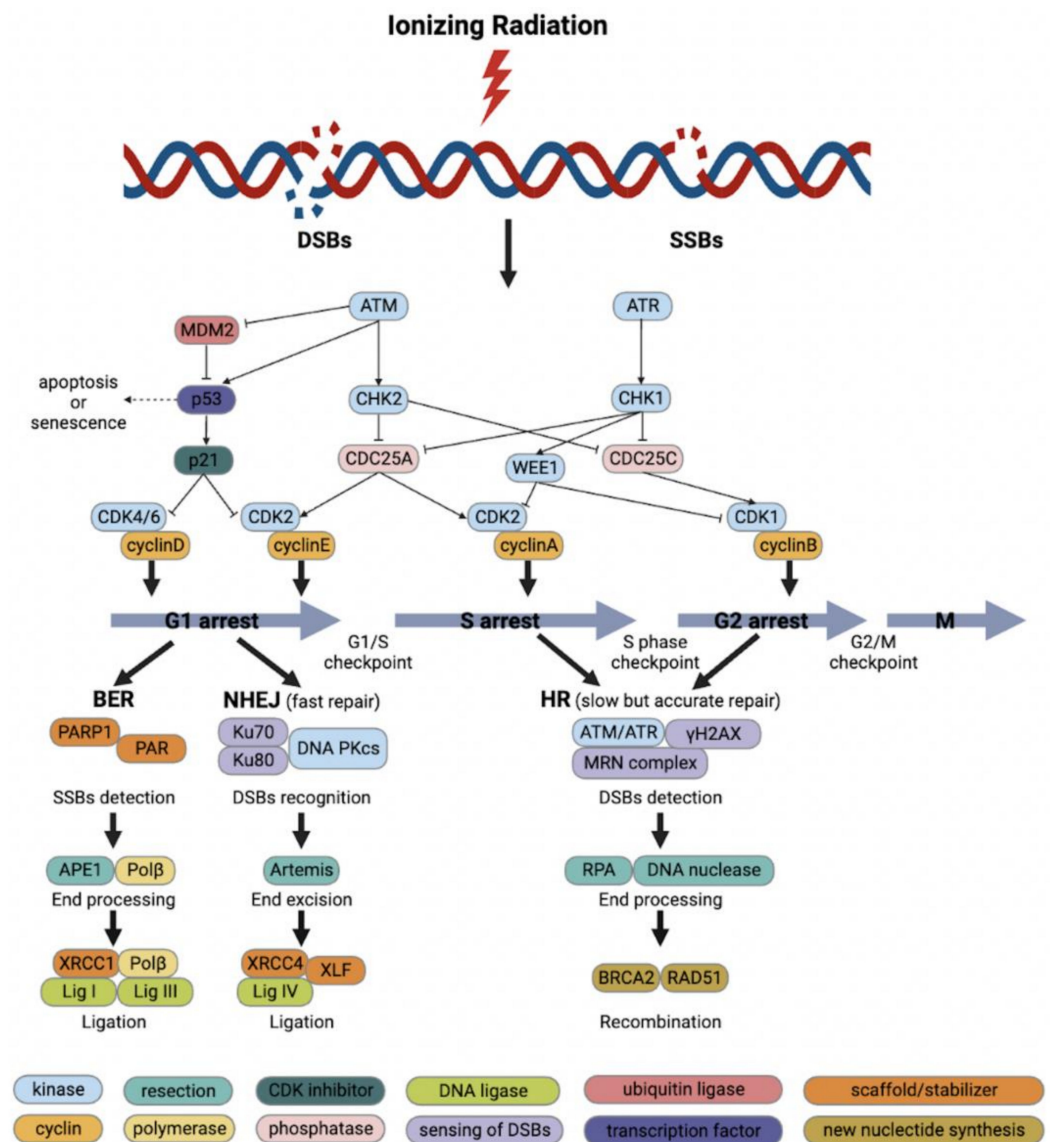 Ionizing Radiation
DSBs
SSBs
ATM
ATR
MDM2
apoptosis
or
senescence
p53
CHK2
CHK1
p21
CDC25A
WEE1
CDC25C
CDK4/6
cyclinD
CDK2
cyclinE
CDK2
cyclinA
CDK1
cyclinB
G1 arrest
G1/S
checkpoint
S arrest
S phase
checkpoint
G2 arrest
G2/M
checkpoint
M
BER
PARP1
PAR
SSBs detection
APE1
Polβ
End processing
XRCC1
Polβ
Lig I
Lig III
Ligation
NHEJ (fast repair)
Ku70
Ku80
DNA PKcs
DSBs recognition
Artemis
End excision
XRCC4
XLF
Lig IV
Ligation
HR (slow but accurate repair)
ATM/ATR
γH2AX
MRN complex
DSBs detection
RPA
DNA nuclease
End processing
BRCA2
RAD51
Recombination
kinase
resection
CDK inhibitor
DNA ligase
ubiquitin ligase
scaffold/stabilizer
cyclin
polymerase
phosphatase
sensing of DSBs
transcription factor
new nuclectide synthesis